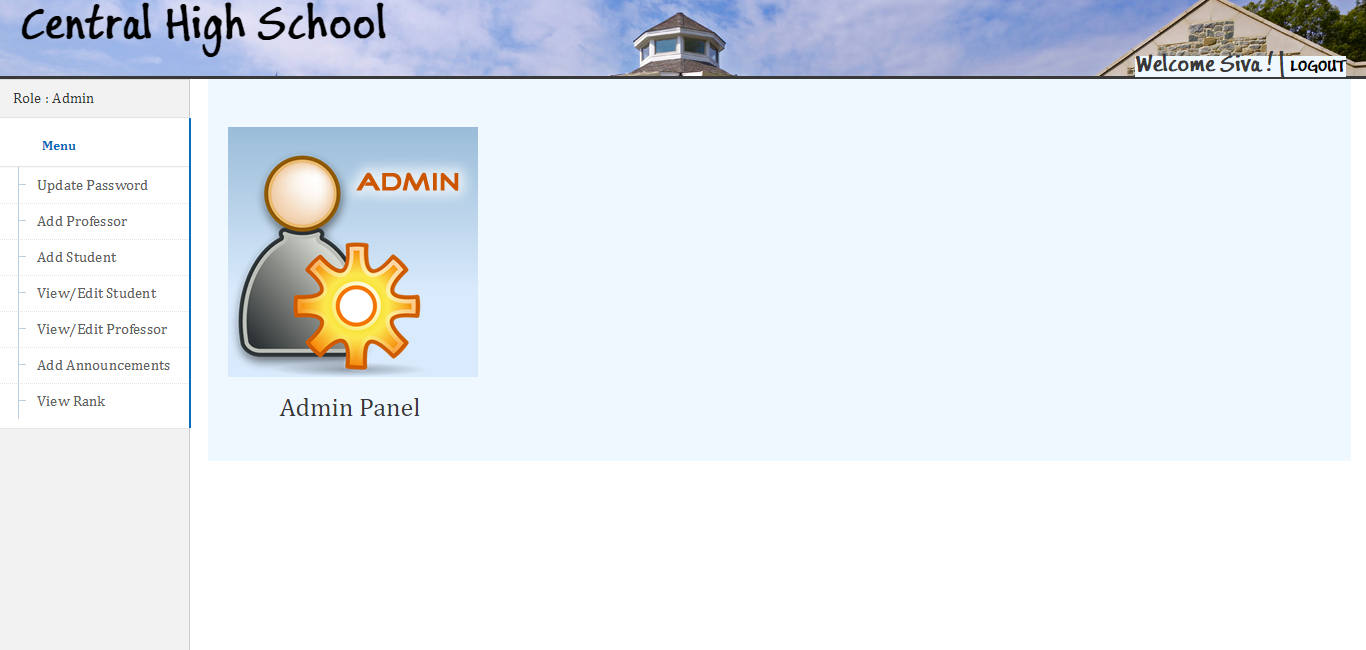 Central High School
Welcome Siva ! | LOGOUT
Role : Admin
Menu
Update Password
Add Professor
Add Student
View/Edit Student
View/Edit Professor
Add Announcements
View Rank
ADMIN
Admin Panel